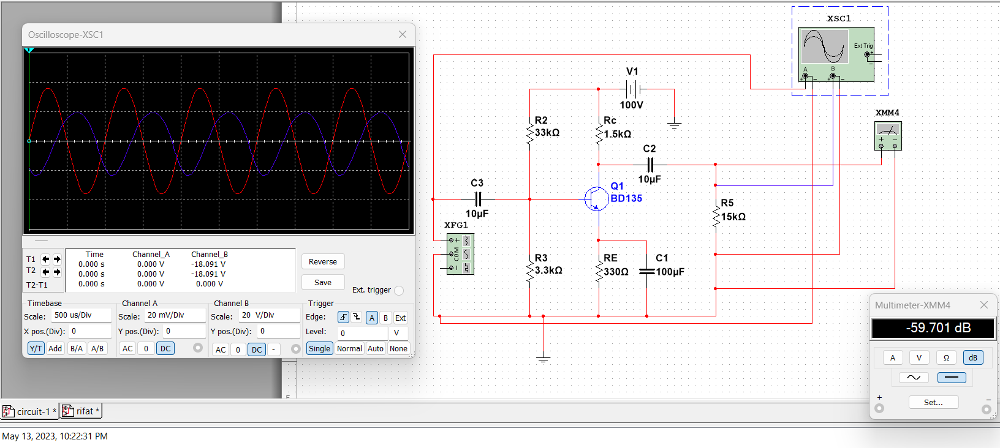 Oscilloscope-XSC1
1
T1
T2
T2-T1
Time Channel_A Channel_B
0.000 s 0.000 V -18.091 V
0.000 s 0.000 V -18.091 V
0.000 s 0.000 V 0.000 V
Reverse
Save
Ext. trigger
Timebase
Scale: 500 us/Div
X pos.(Div): 0
Y/T Add B/A A/B
Channel A
Scale: 20 mV/Div
Y pos.(Div): 0
AC 0 DC
Channel B
Scale: 20 V/Div
Y pos.(Div): 0
AC 0 DC -
Trigger
Edge: A B Ext
Level: 0 V
Single Normal Auto None
XSC1
Ext Trig
+
-
A B
+ - + -
V1
100V
R2
33kΩ
Rc
1.5kΩ
C2
10µF
C3
10µF
Q1
BD135
XFG1
+
COM
-
R3
3.3kΩ
RE
330Ω
C1
100µF
R5
15kΩ
XMM4
+ -
Multimeter-XMM4
-59.701 dB
A V Ω dB
+ -
Set...
circuit-1 * rifat *
May 13, 2023, 10:22:31 PM